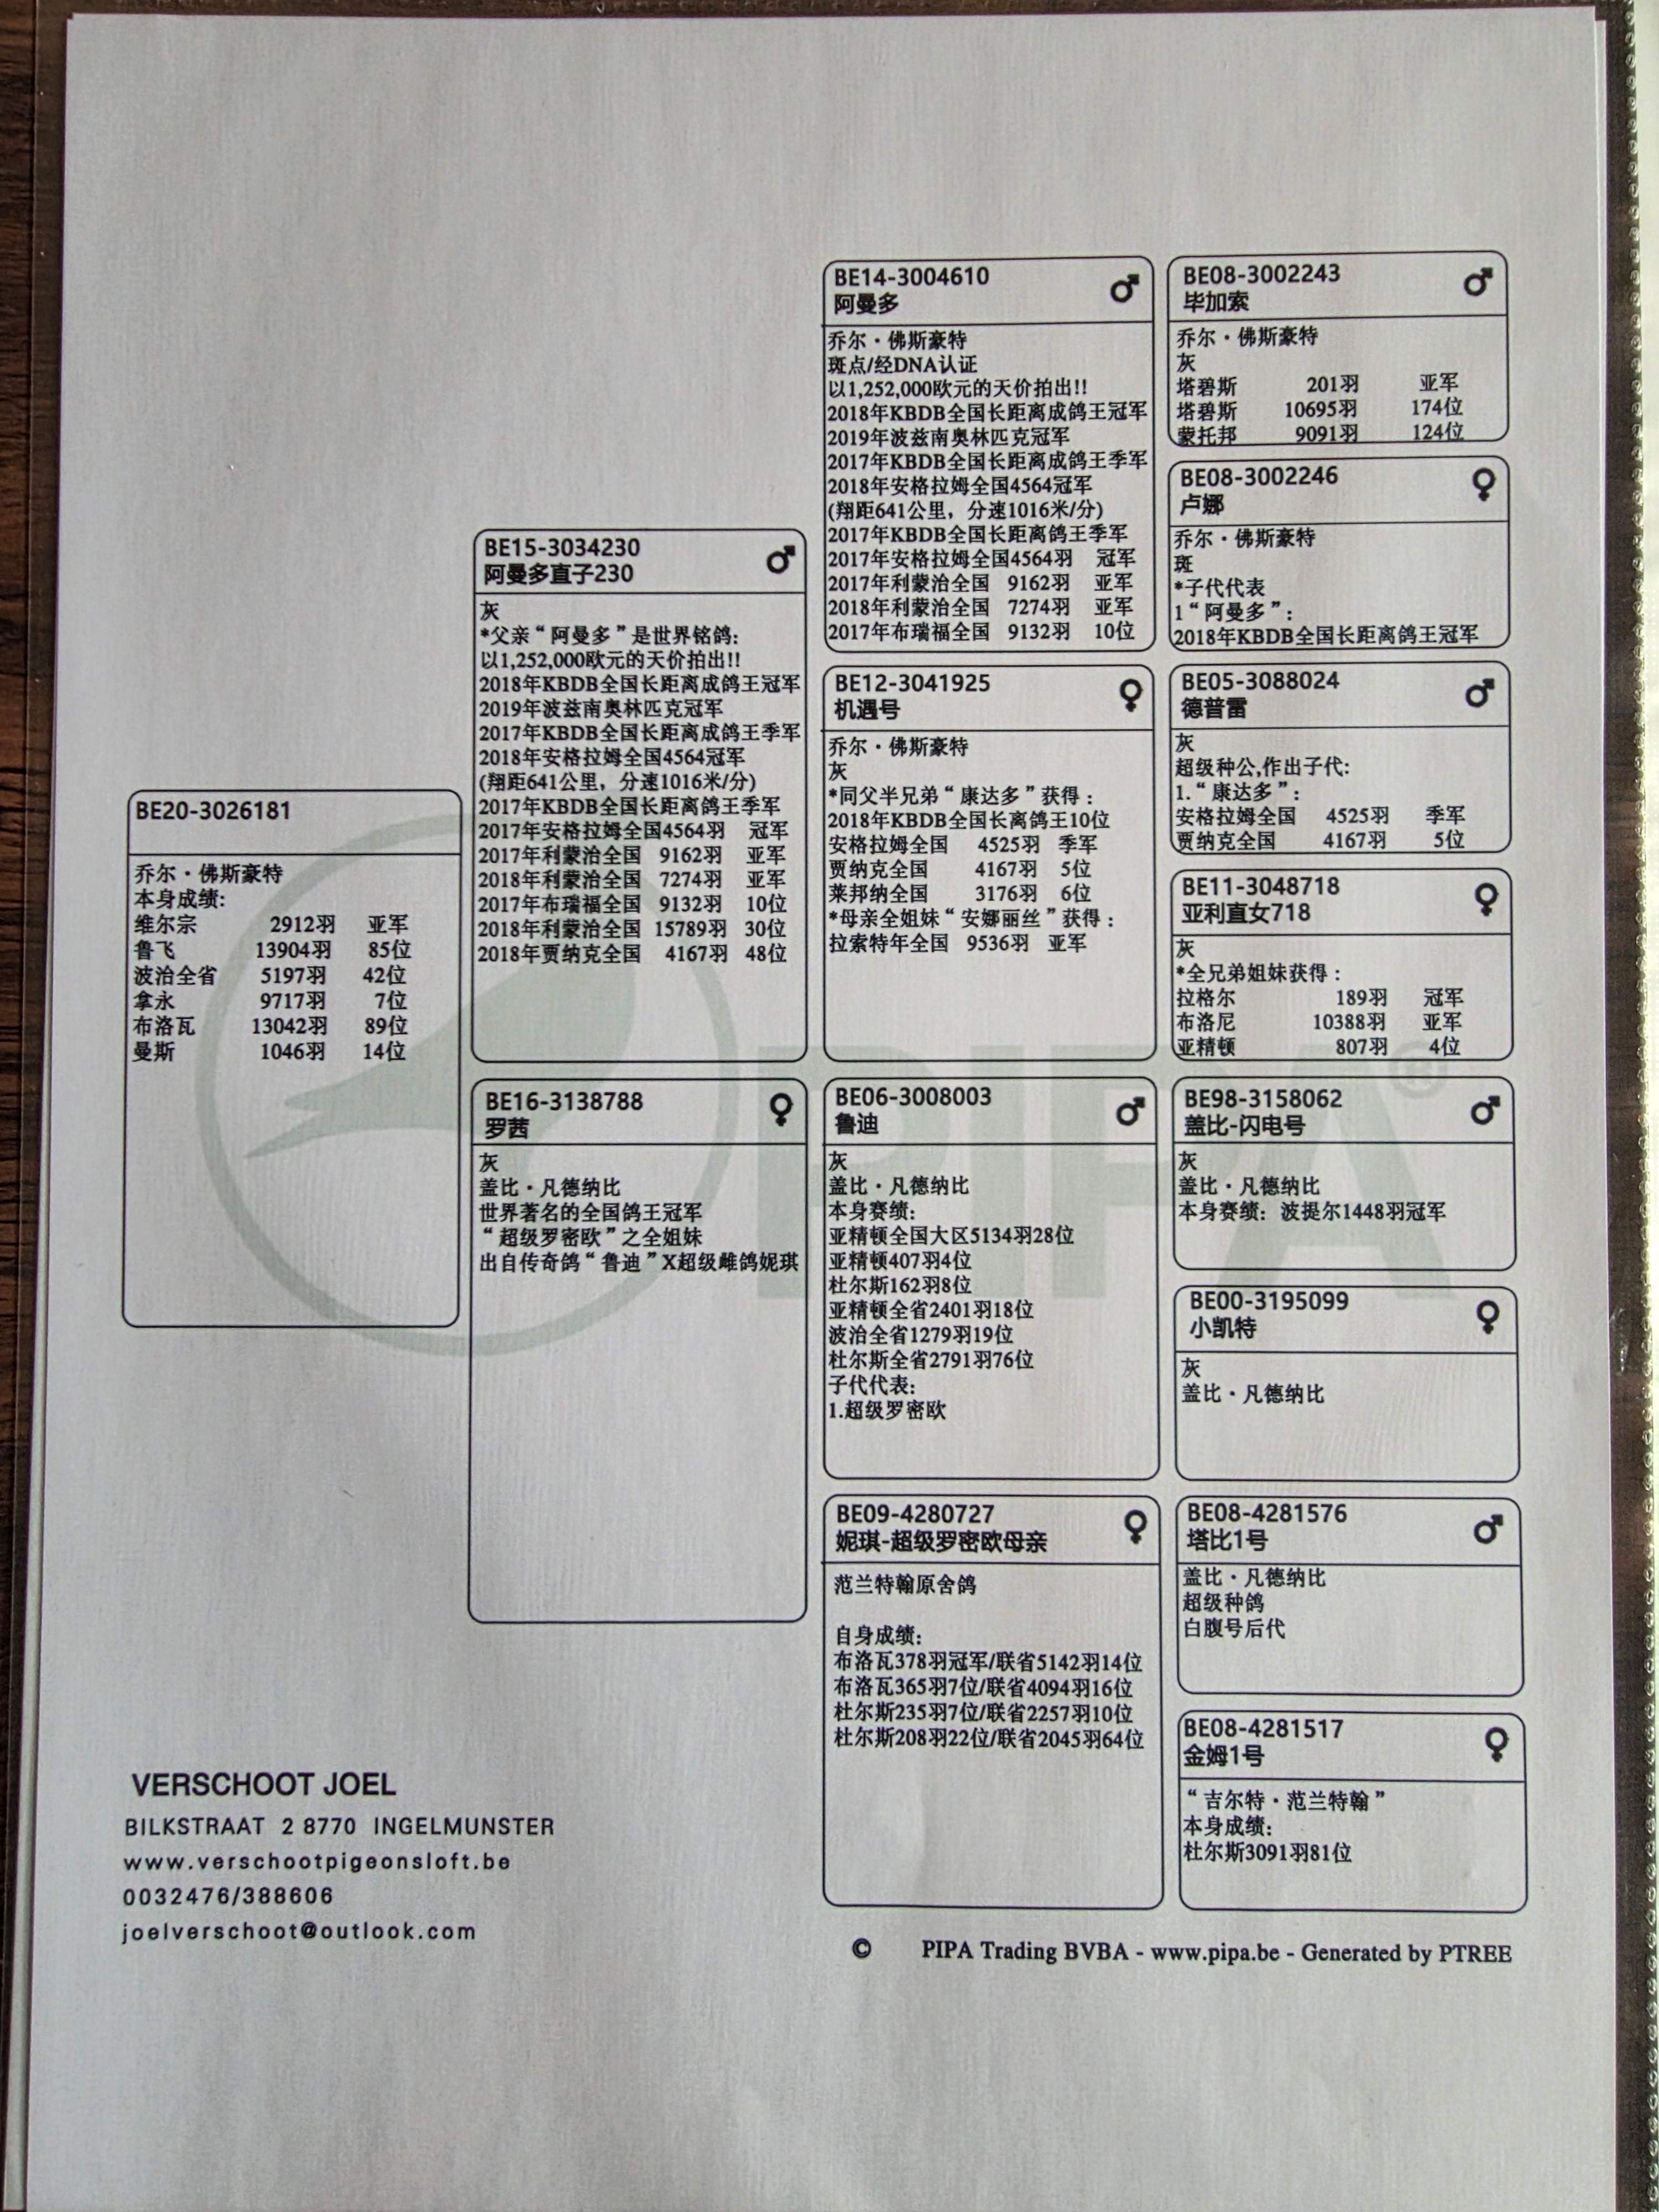 BE20-3026181
乔尔·佛斯豪特
本身成绩:
维尔宗 2912羽 亚军
鲁飞 13904羽 85位
波治全省 5197羽 42位
拿永 9717羽 7位
布洛瓦 13042羽 89位
曼斯 1046羽 14位
BE15-3034230 ♂
阿曼多直子230
灰
*父亲“阿曼多”是世界铭鸽:
以1,252,000欧元的天价拍出!!
2018年KBDB全国长距离成鸽王冠军
2019年波兹南奥林匹克冠军
2017年KBDB全国长距离成鸽王季军
2018年安格拉姆全国4564冠军
(翔距641公里，分速1016米/分)
2017年KBDB全国长距离鸽王季军
2017年安格拉姆全国4564羽 冠军
2017年利蒙治全国 9162羽 亚军
2018年利蒙治全国 7274羽 亚军
2017年布瑞福全国 9132羽 10位
2018年利蒙治全国 15789羽 30位
2018年贾纳克全国 4167羽 48位
BE16-3138788 ♀
罗茜
灰
盖比·凡德纳比
世界著名的全国鸽王冠军
“超级罗密欧”之全姐妹
出自传奇鸽“鲁迪”X超级雌鸽妮琪
BE14-3004610 ♂
阿曼多
乔尔·佛斯豪特
斑点/经DNA认证
以1,252,000欧元的天价拍出!!
2018年KBDB全国长距离成鸽王冠军
2019年波兹南奥林匹克冠军
2017年KBDB全国长距离成鸽王季军
2018年安格拉姆全国4564冠军
(翔距641公里，分速1016米/分)
2017年KBDB全国长距离鸽王季军
2017年安格拉姆全国4564羽 冠军
2017年利蒙治全国 9162羽 亚军
2018年利蒙治全国 7274羽 亚军
2017年布瑞福全国 9132羽 10位
BE12-3041925 ♀
机遇号
乔尔·佛斯豪特
灰
*同父半兄弟“康达多”获得：
2018年KBDB全国长离鸽王10位
安格拉姆全国 4525羽 季军
贾纳克全国 4167羽 5位
莱邦纳全国 3176羽 6位
*母亲全姐妹“安娜丽丝”获得：
拉索特年全国 9536羽 亚军
BE06-3008003 ♂
鲁迪
灰
盖比·凡德纳比
本身赛绩:
亚精顿全国大区5134羽28位
亚精顿407羽4位
杜尔斯162羽8位
亚精顿全省2401羽18位
波治全省1279羽19位
杜尔斯全省2791羽76位
子代代表:
1.超级罗密欧
BE09-4280727 ♀
妮琪-超级罗密欧母亲
范兰特翰原舍鸽
自身成绩:
布洛瓦378羽冠军/联省5142羽14位
布洛瓦365羽7位/联省4094羽16位
杜尔斯235羽7位/联省2257羽10位
杜尔斯208羽22位/联省2045羽64位
BE08-3002243 ♂
毕加索
乔尔·佛斯豪特
灰
塔碧斯 201羽 亚军
塔碧斯 10695羽 174位
蒙托邦 9091羽 124位
BE08-3002246 ♀
卢娜
乔尔·佛斯豪特
斑
*子代代表
1“阿曼多”:
2018年KBDB全国长距离鸽王冠军
BE05-3088024 ♂
德普雷
灰
超级种公,作出子代:
1.“康达多”:
安格拉姆全国 4525羽 季军
贾纳克全国 4167羽 5位
BE11-3048718 ♀
亚利直女718
灰
*全兄弟姐妹获得：
拉格尔 189羽 冠军
布洛尼 10388羽 亚军
亚精顿 807羽 4位
BE98-3158062 ♂
盖比-闪电号
灰
盖比·凡德纳比
本身赛绩: 波提尔1448羽冠军
BE00-3195099 ♀
小凯特
灰
盖比·凡德纳比
BE08-4281576 ♂
塔比1号
盖比·凡德纳比
超级种鸽
白腹号后代
BE08-4281517 ♀
金姆1号
“吉尔特·范兰特翰”
本身成绩:
杜尔斯3091羽81位
PIPA®
VERSCHOOT JOEL
BILKSTRAAT 2 8770 INGELMUNSTER
www.verschootpigeonsloft.be
0032476/388606
joelverschoot@outlook.com
© PIPA Trading BVBA - www.pipa.be - Generated by PTREE